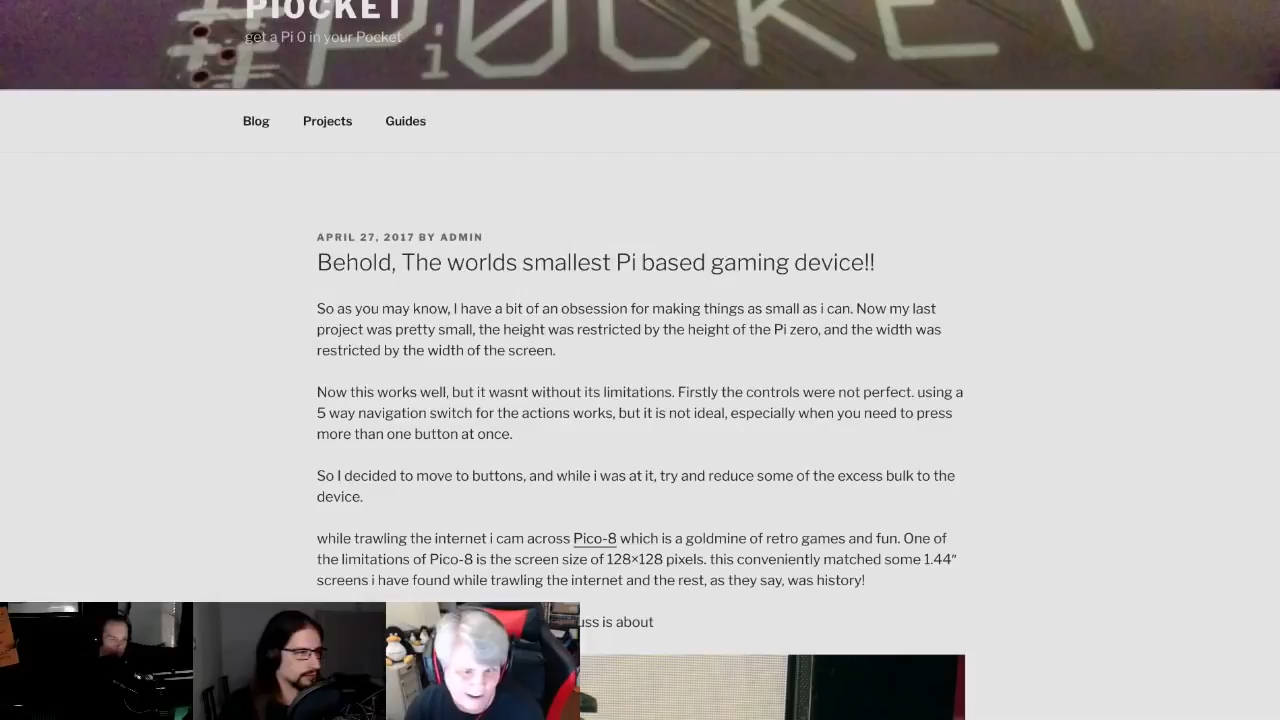 PI0CKET
get a Pi 0 in your Pocket
PiOCKET
Blog Projects Guides
APRIL 27, 2017 BY ADMIN
Behold, The worlds smallest Pi based gaming device!!
So as you may know, I have a bit of an obsession for making things as small as i can. Now my last
project was pretty small, the height was restricted by the height of the Pi zero, and the width was
restricted by the width of the screen.
Now this works well, but it wasnt without its limitations. Firstly the controls were not perfect. using a
5 way navigation switch for the actions works, but it is not ideal, especially when you need to press
more than one button at once.
So I decided to move to buttons, and while i was at it, try and reduce some of the excess bulk to the
device.
while trawling the internet i cam across Pico-8 which is a goldmine of retro games and fun. One of
the limitations of Pico-8 is the screen size of 128×128 pixels. this conveniently matched some 1.44″
screens i have found while trawling the internet and the rest, as they say, was history!
is about